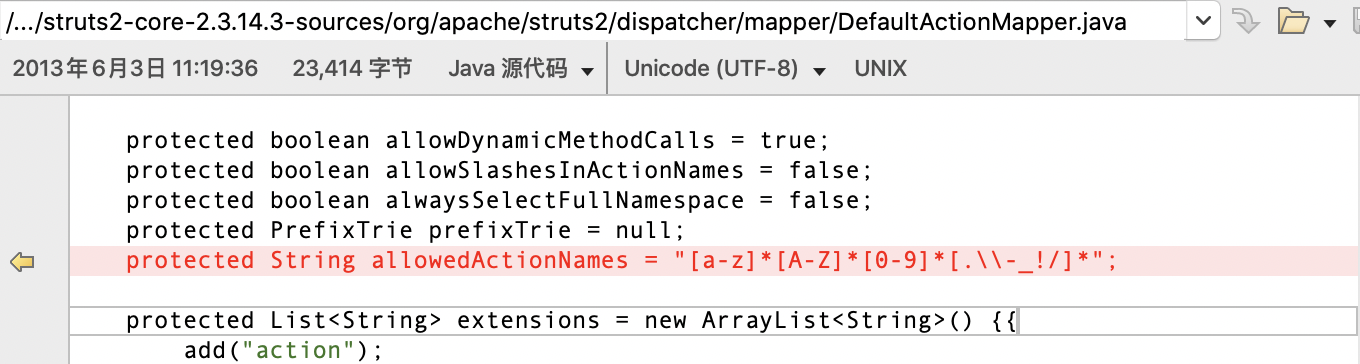 /.../struts2-core-2.3.14.3-sources/org/apache/struts2/dispatcher/mapper/DefaultActionMapper.java
2013年6月3日 11:19:36 23,414 字节 Java 源代码 Unicode (UTF-8) UNIX
protected boolean allowDynamicMethodCalls = true;
protected boolean allowSlashesInActionNames = false;
protected boolean alwaysSelectFullNamespace = false;
protected PrefixTrie prefixTrie = null;
protected String allowedActionNames = "[a-z]*[A-Z]*[0-9]*[.\\-_!/]*";
protected List<String> extensions = new ArrayList<String>() {{
add("action");